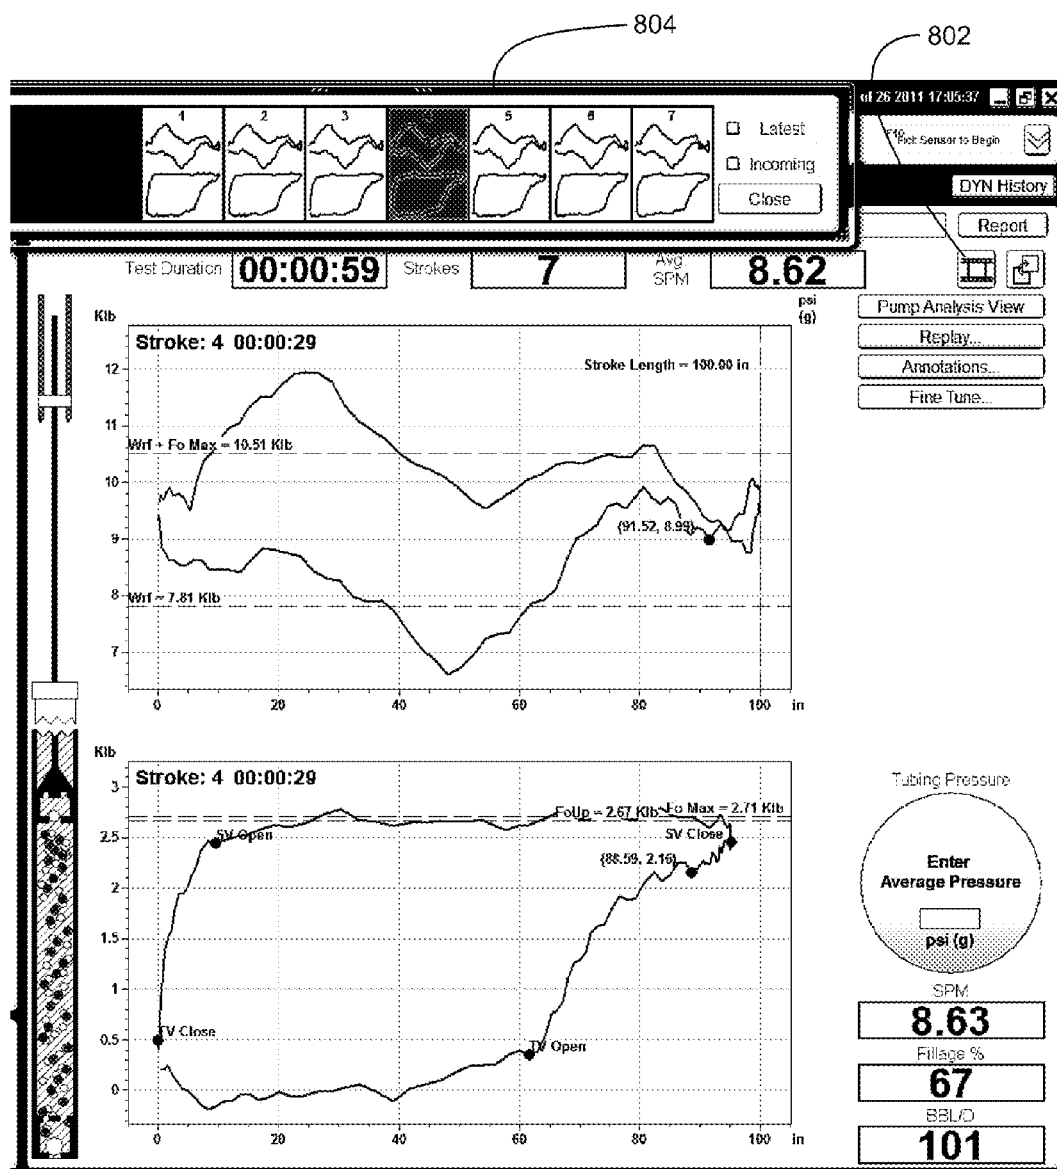 804
802
26 2011 17:05:37
1 2 3 5 6 7
Latest
Incoming
Close
Pick Sensor to Begin
DYN History
Report
Test Duration 00:00:59 Strokes 7 Avg SPM 8.62
Pump Analysis View
Replay...
Annotations...
Fine Tune...
Klb
psi (g)
Stroke: 4 00:00:29
Stroke Length = 100.00 in
12
11
Wrf + Fo Max = 10.51 Klb
10
(91.52, 8.99)
9
8
Wrf = 7.81 Klb
7
0 20 40 60 80 100 in
Klb
Stroke: 4 00:00:29
3
FoUp = 2.67 Klb Fo Max = 2.71 Klb
2.5
SV Open
SV Close
(88.59, 2.16)
2
1.5
1
0.5
TV Close
TV Open
0
0 20 40 60 80 100 in
Tubing Pressure
Enter
Average Pressure
psi (g)
SPM
8.63
Fillage %
67
BBL/D
101